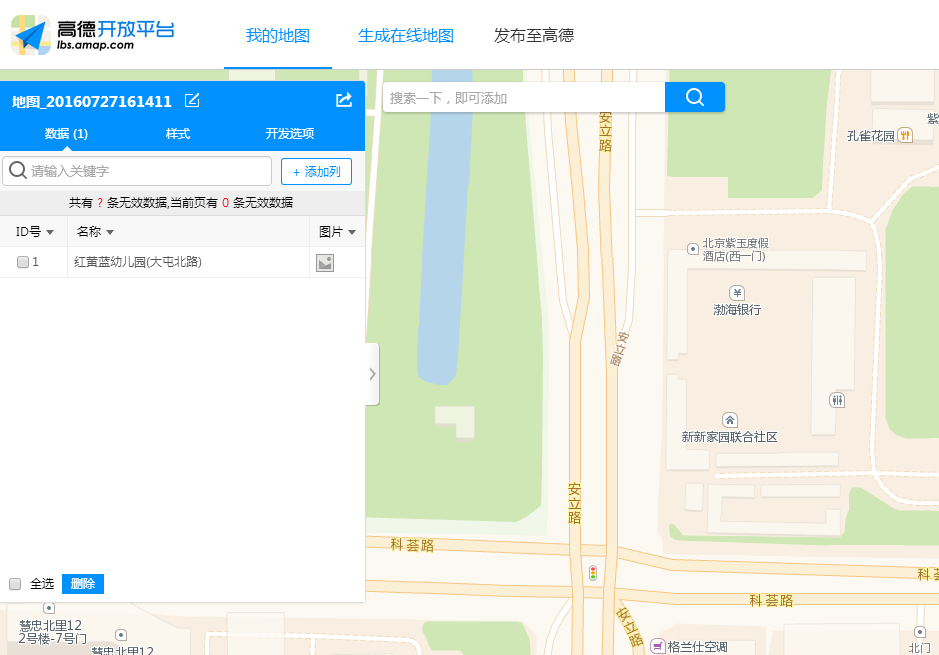 高德开放平台
lbs.amap.com
我的地图
生成在线地图
发布至高德
地图_20160727161411
数据 (1)
样式
开发选项
搜索一下，即可添加
请输入关键字
+ 添加列
共有 ? 条无效数据,当前页有 0 条无效数据
ID号
名称
图片
1
红黄蓝幼儿园(大屯北路)
全选
删除
安立路
紫
孔雀花园
北京紫玉度假
酒店(西一门)
渤海银行
安立路
新新家园联合社区
安立路
科荟路
科荟
科荟路
安立路
慧忠北里12
2号楼-7号门
慧忠北里12
格兰仕空调
北门